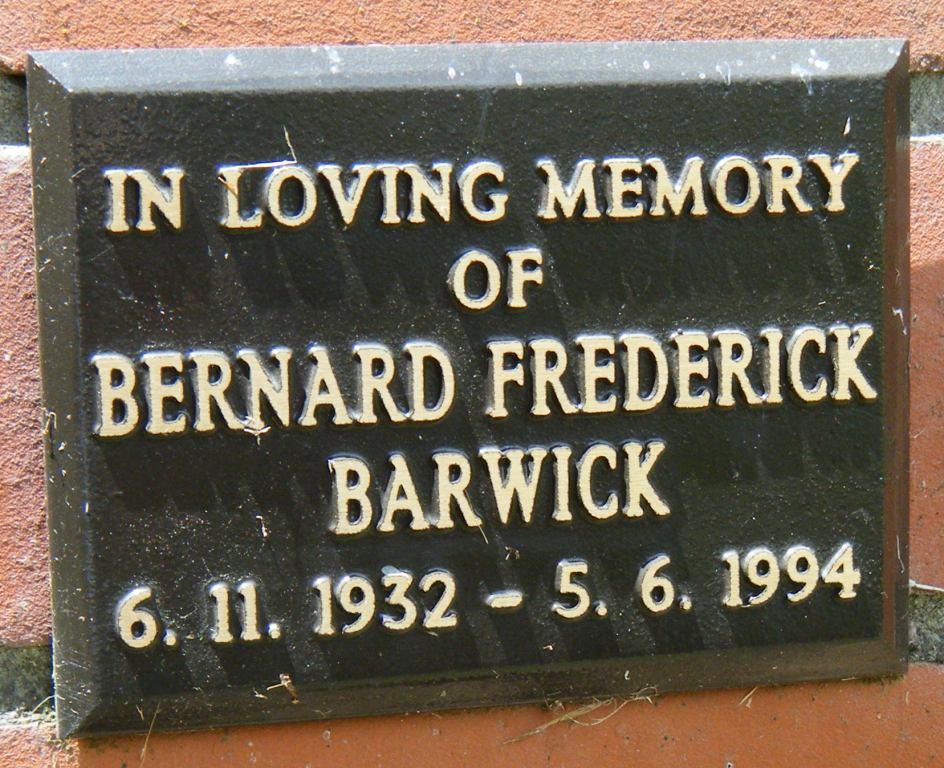 IN LOVING MEMORY
OF
BERNARD FREDERICK
BARWICK
6. 11. 1932 - 5. 6. 1994